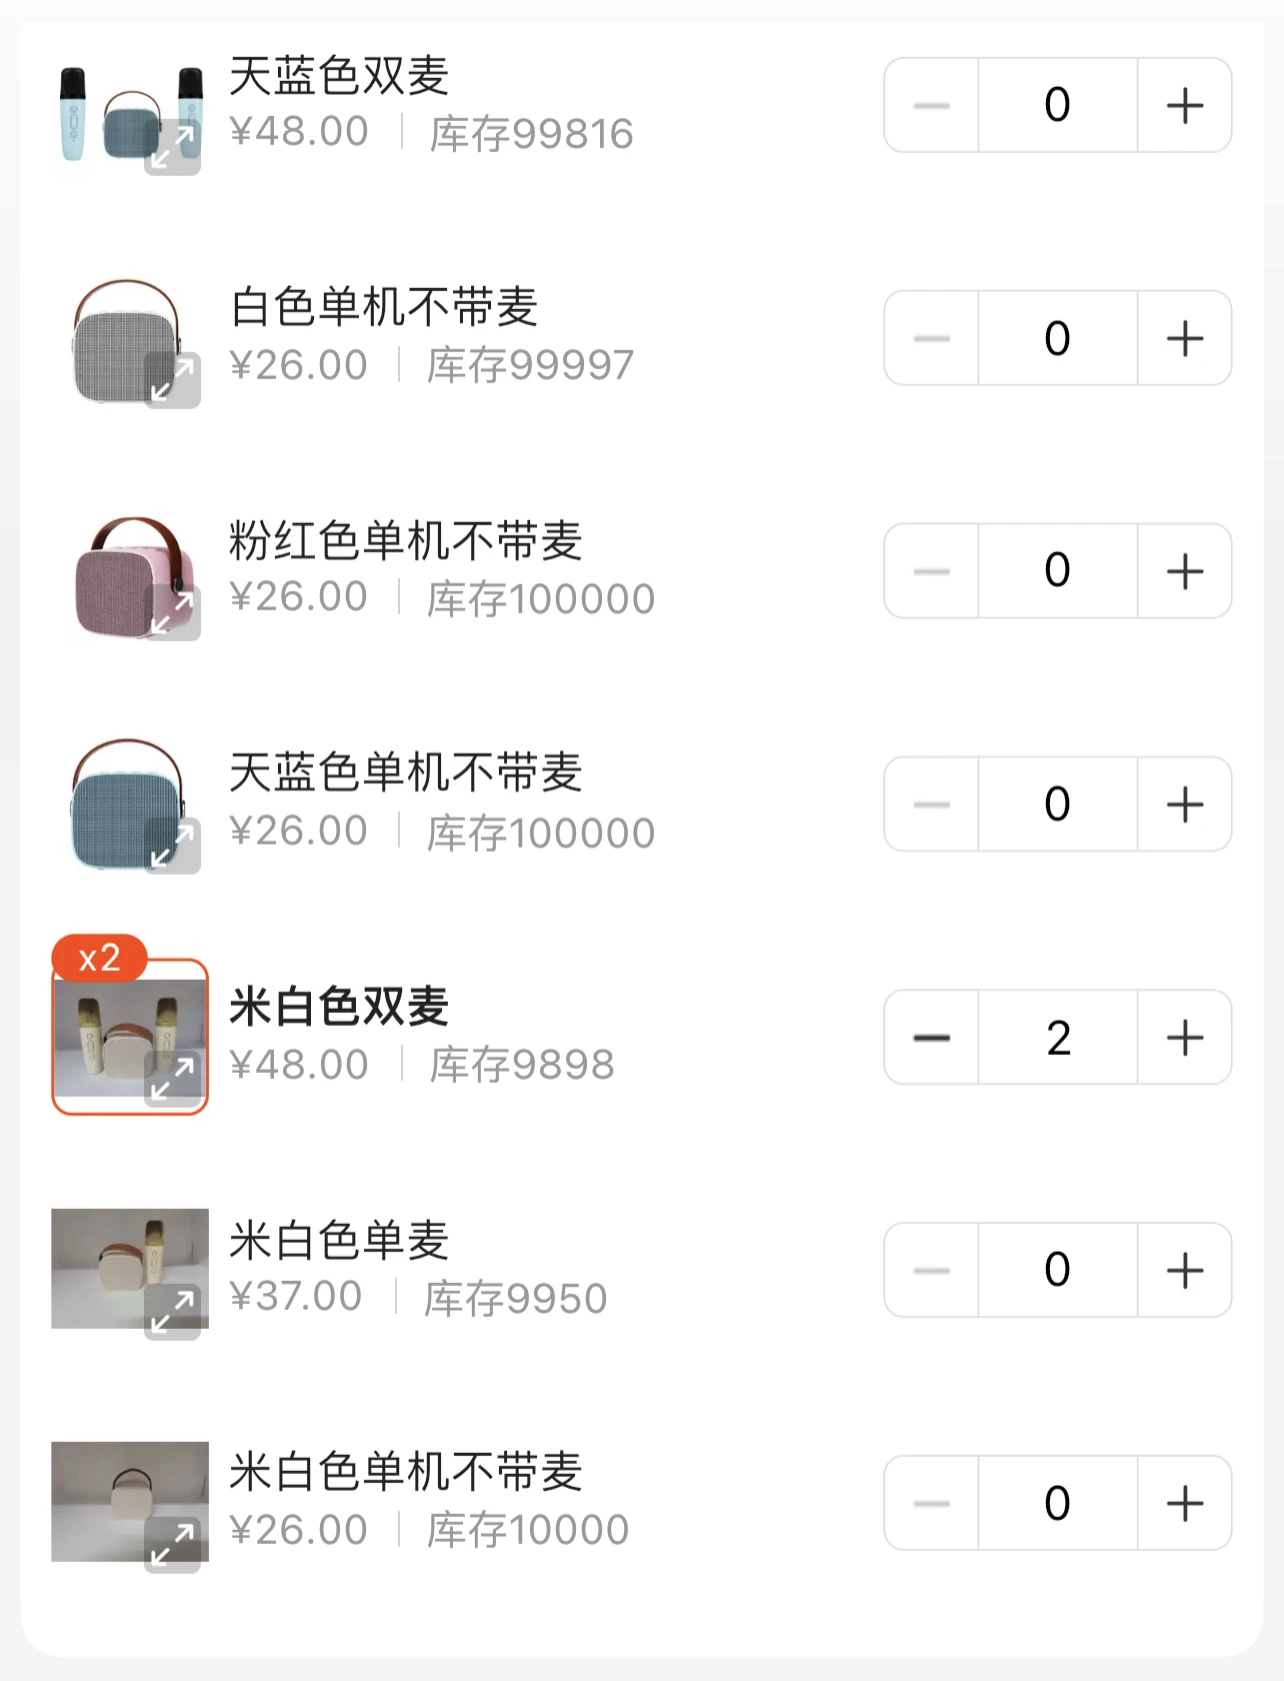 天蓝色双麦
¥48.00 库存99816
0
白色单机不带麦
¥26.00 库存99997
0
粉红色单机不带麦
¥26.00 库存100000
0
天蓝色单机不带麦
¥26.00 库存100000
0
x2
米白色双麦
¥48.00 库存9898
2
米白色单麦
¥37.00 库存9950
0
米白色单机不带麦
¥26.00 库存10000
0